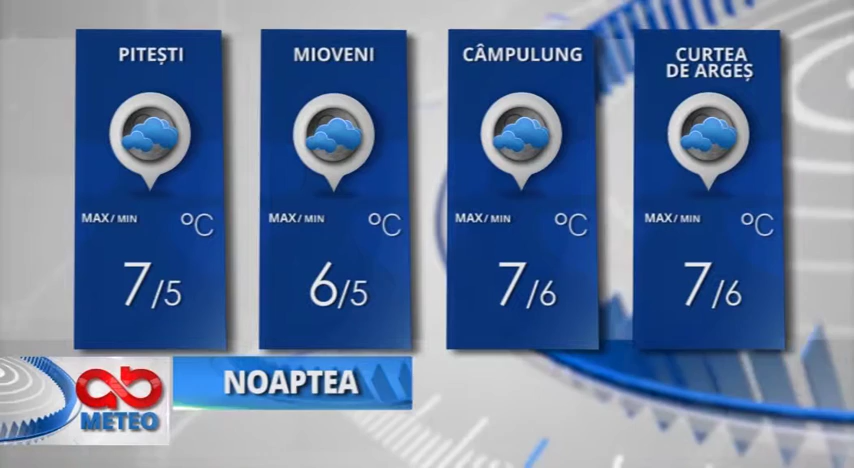 PITEȘTI
MAX/MIN °C
7/5
MIOVENI
MAX/MIN °C
6/5
CÂMPULUNG
MAX/MIN °C
7/6
CURTEA
DE ARGEȘ
MAX/MIN °C
7/6
ab
METEO
NOAPTEA